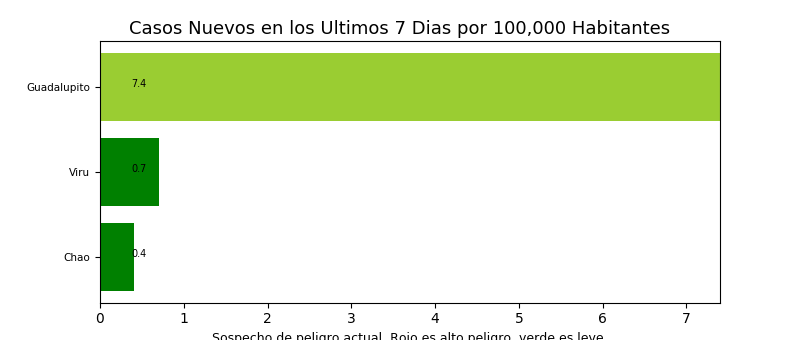 Casos Nuevos en los Ultimos 7 Dias por 100,000 Habitantes
Guadalupito
7.4
Viru
0.7
Chao
0.4
0 1 2 3 4 5 6 7
Sospecho de peligro actual. Rojo es alto peligro, verde es leve